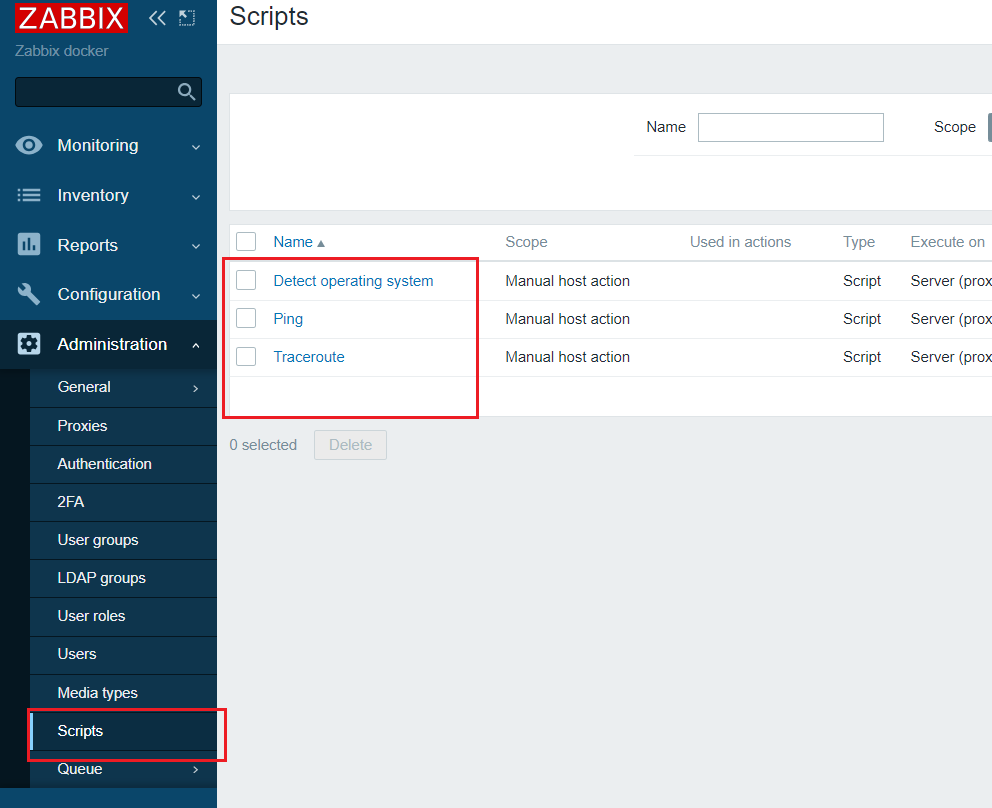 ZABBIX
Zabbix docker
Monitoring
Inventory
Reports
Configuration
Administration
General
Proxies
Authentication
2FA
User groups
LDAP groups
User roles
Users
Media types
Scripts
Queue
Scripts
Name Scope
Name Scope Used in actions Type Execute on
Detect operating system Manual host action Script Server (prox
Ping Manual host action Script Server (prox
Traceroute Manual host action Script Server (prox
0 selected Delete